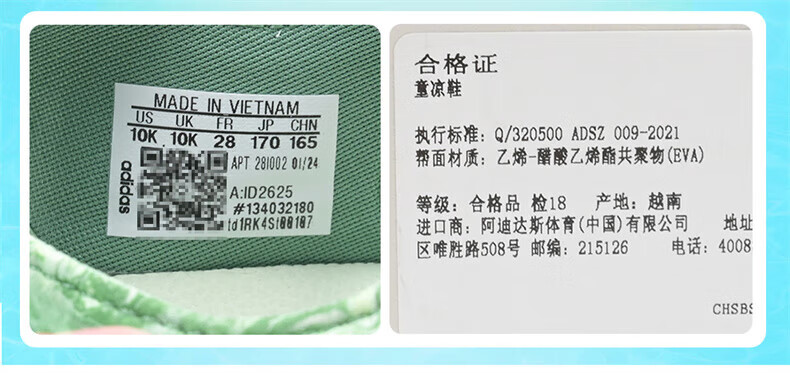 MADE IN VIETNAM
US UK FR JP CHN
10K 10K 28 170 165
APT 281002 01/24
adidas
A:ID2625
#134032180
合格证
童凉鞋
执行标准: Q/320500 ADSZ 009-2021
帮面材质: 乙烯-醋酸乙烯酯共聚物(EVA)
等级: 合格品 检18 产地: 越南
进口商: 阿迪达斯体育(中国)有限公司 地址
区唯胜路508号 邮编: 215126 电话: 4008
CHSBS